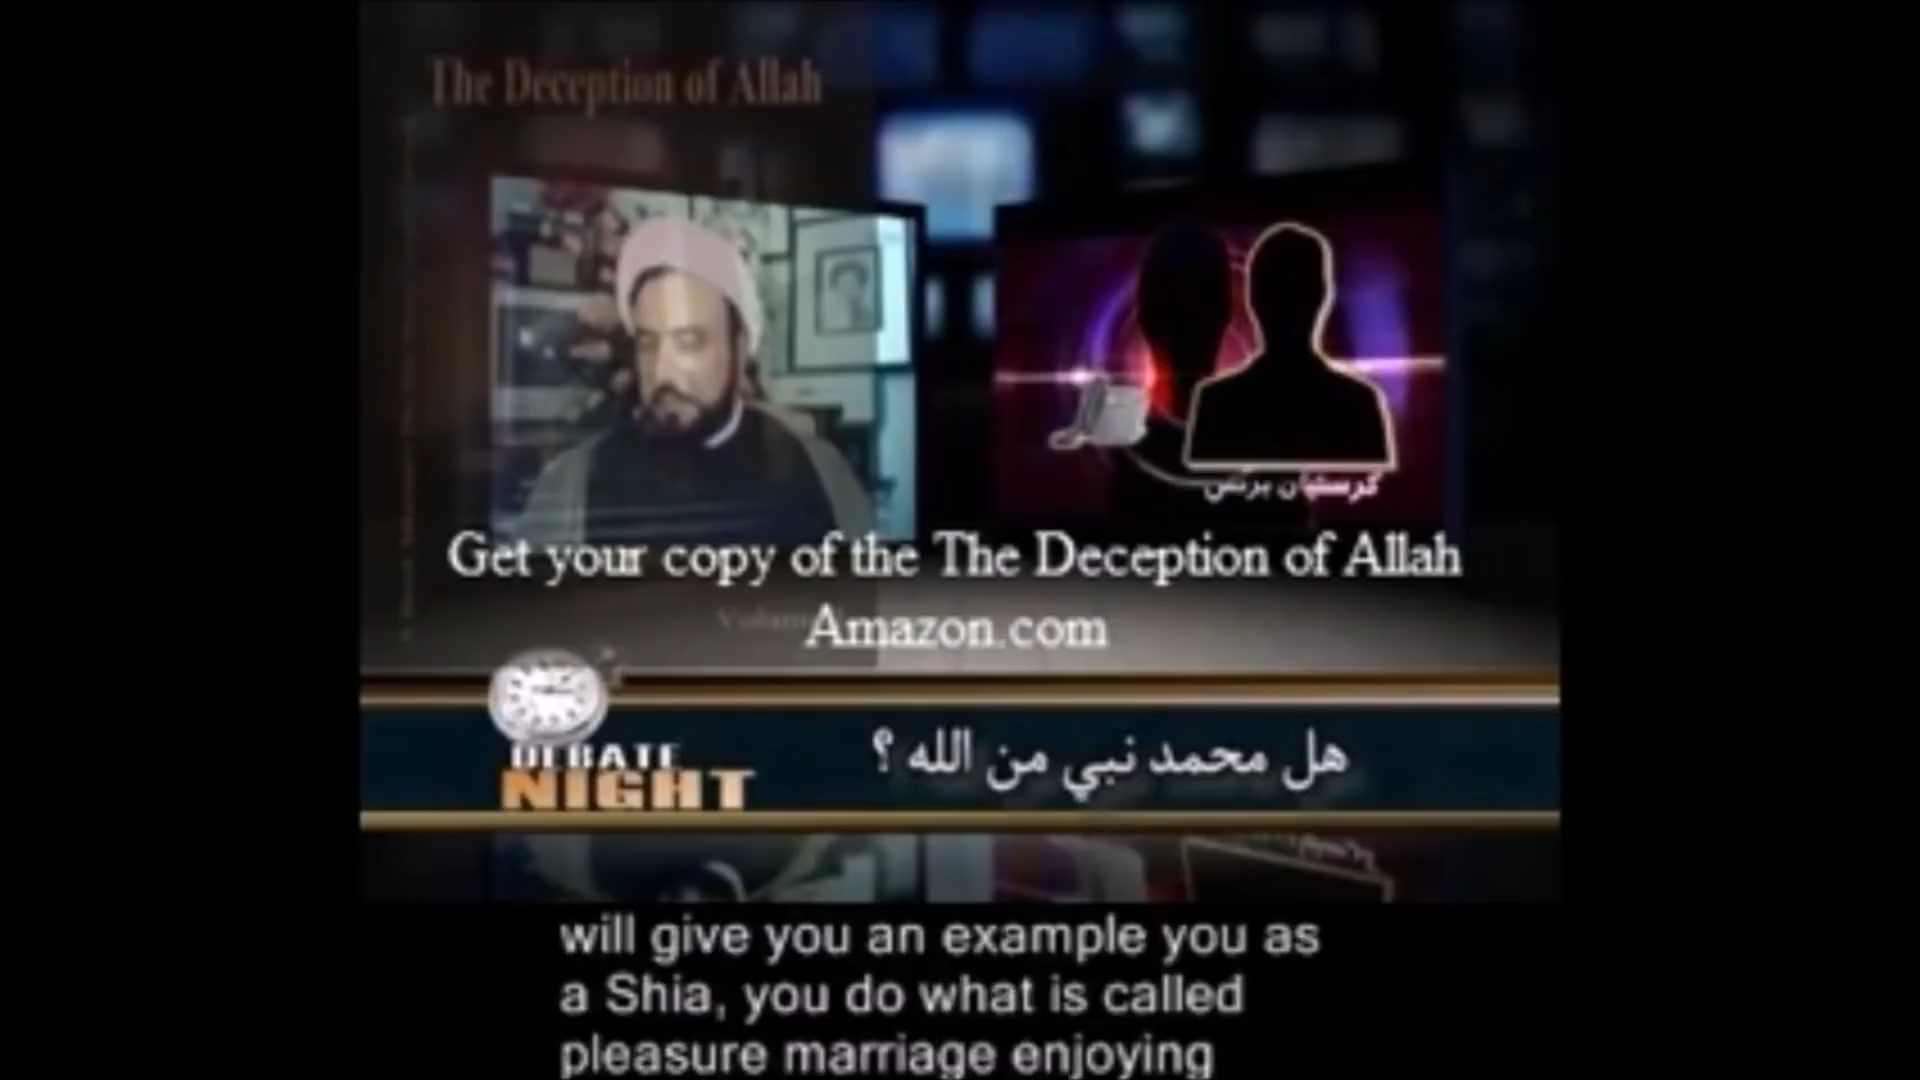 The Deception of Allah
كرستيان برنس
Get your copy of the The Deception of Allah
Amazon.com
DEBATE
NIGHT
هل محمد نبي من الله ؟
will give you an example you as
a Shia, you do what is called
pleasure marriage enjoying